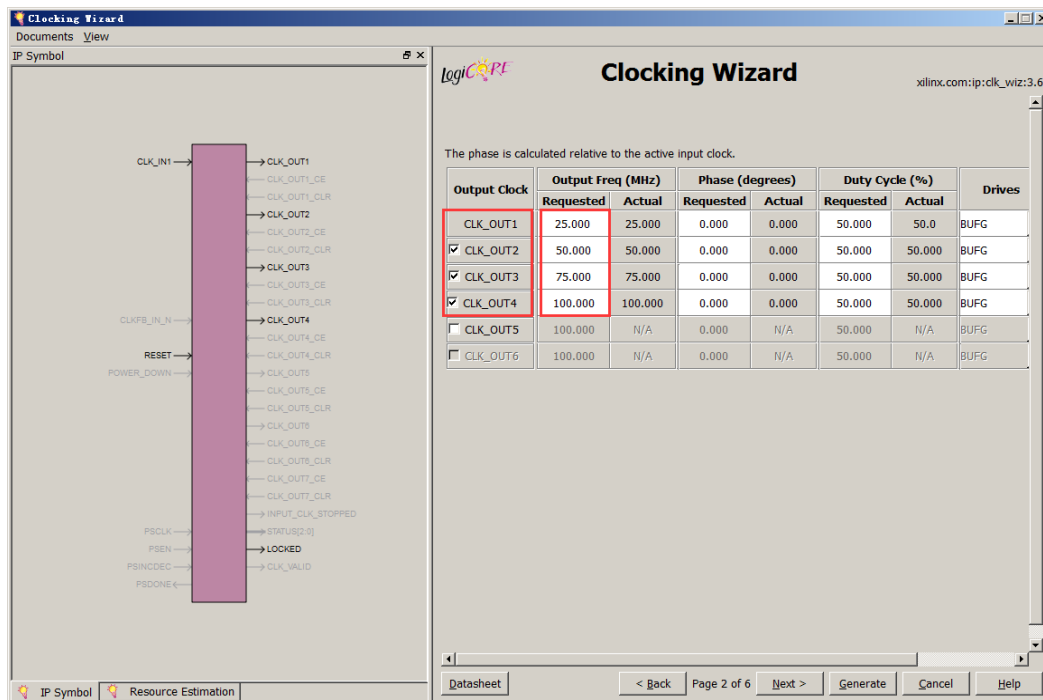 Clocking Wizard
Documents View
IP Symbol
CLK_IN1
CLKFB_IN_N
RESET
POWER_DOWN
PSCLK
PSEN
PSINCDEC
PSDONE
CLK_OUT1
CLK_OUT1_CE
CLK_OUT1_CLR
CLK_OUT2
CLK_OUT2_CE
CLK_OUT2_CLR
CLK_OUT3
CLK_OUT3_CE
CLK_OUT3_CLR
CLK_OUT4
CLK_OUT4_CE
CLK_OUT4_CLR
CLK_OUT5
CLK_OUT5_CE
CLK_OUT5_CLR
CLK_OUT6
CLK_OUT6_CE
CLK_OUT6_CLR
CLK_OUT7_CE
CLK_OUT7_CLR
INPUT_CLK_STOPPED
STATUS[2:0]
LOCKED
CLK_VALID
IP Symbol Resource Estimation
logiCORE
Clocking Wizard
xilinx.com:ip:clk_wiz:3.6
The phase is calculated relative to the active input clock.
Output Clock Output Freq (MHz) Phase (degrees) Duty Cycle (%) Drives
Requested Actual Requested Actual Requested Actual
CLK_OUT1 25.000 25.000 0.000 0.000 50.000 50.0 BUFG
CLK_OUT2 50.000 50.000 0.000 0.000 50.000 50.000 BUFG
CLK_OUT3 75.000 75.000 0.000 0.000 50.000 50.000 BUFG
CLK_OUT4 100.000 100.000 0.000 0.000 50.000 50.000 BUFG
CLK_OUT5 100.000 N/A 0.000 N/A 50.000 N/A BUFG
CLK_OUT6 100.000 N/A 0.000 N/A 50.000 N/A BUFG
Datasheet < Back Page 2 of 6 Next > Generate Cancel Help